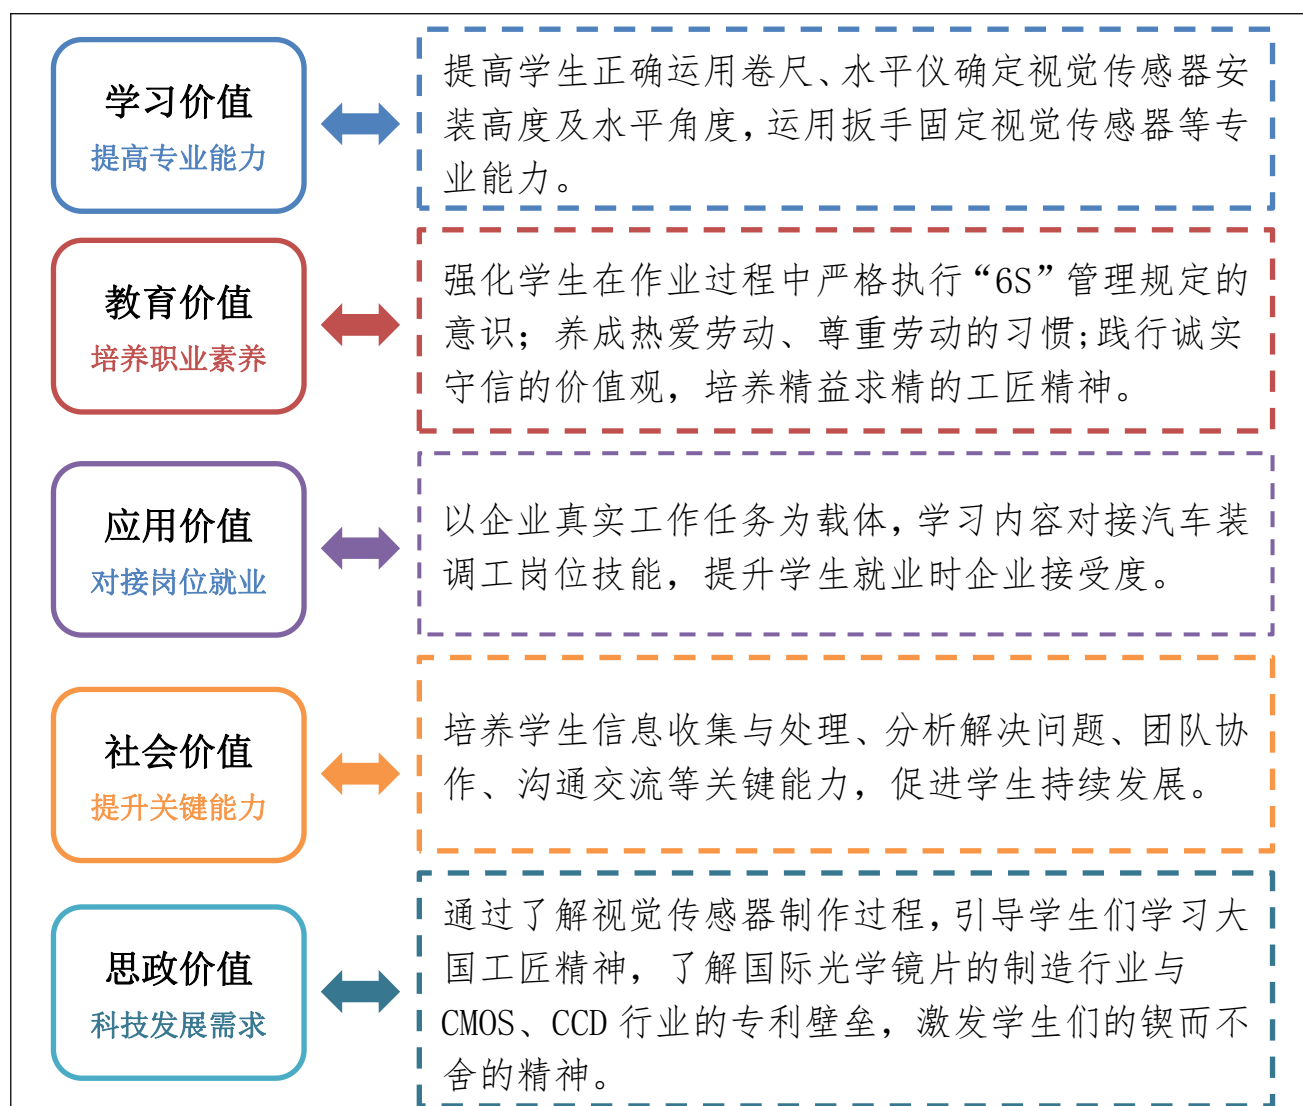 学习价值
提高专业能力
提高学生正确运用卷尺、水平仪确定视觉传感器安
装高度及水平角度，运用扳手固定视觉传感器等专
业能力。
教育价值
培养职业素养
强化学生在作业过程中严格执行“6S”管理规定的
意识；养成热爱劳动、尊重劳动的习惯;践行诚实
守信的价值观，培养精益求精的工匠精神。
应用价值
对接岗位就业
以企业真实工作任务为载体，学习内容对接汽车装
调工岗位技能，提升学生就业时企业接受度。
社会价值
提升关键能力
培养学生信息收集与处理、分析解决问题、团队协
作、沟通交流等关键能力，促进学生持续发展。
思政价值
科技发展需求
通过了解视觉传感器制作过程，引导学生们学习大
国工匠精神，了解国际光学镜片的制造行业与
CMOS、CCD 行业的专利壁垒，激发学生们的锲而不
舍的精神。